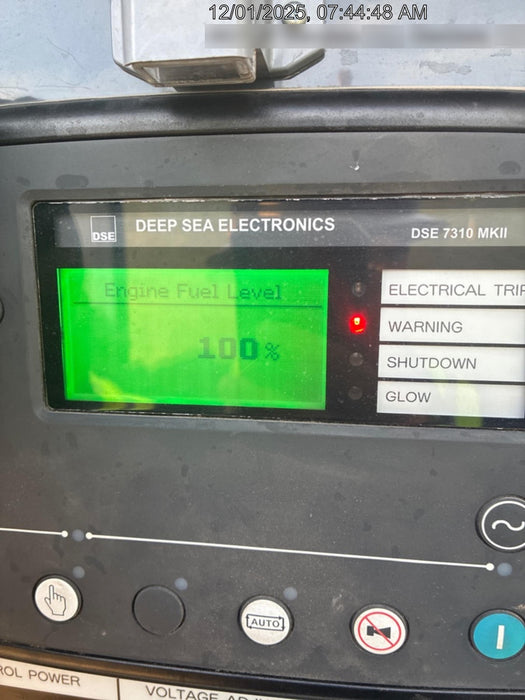 12/01/2025, 07:44:48 AM
DSE
DEEP SEA ELECTRONICS
DSE 7310 MKII
Engine Fuel Level
100%
ELECTRICAL TRIP
WARNING
SHUTDOWN
GLOW
AUTO
ROL POWER
VOLTAGE AD